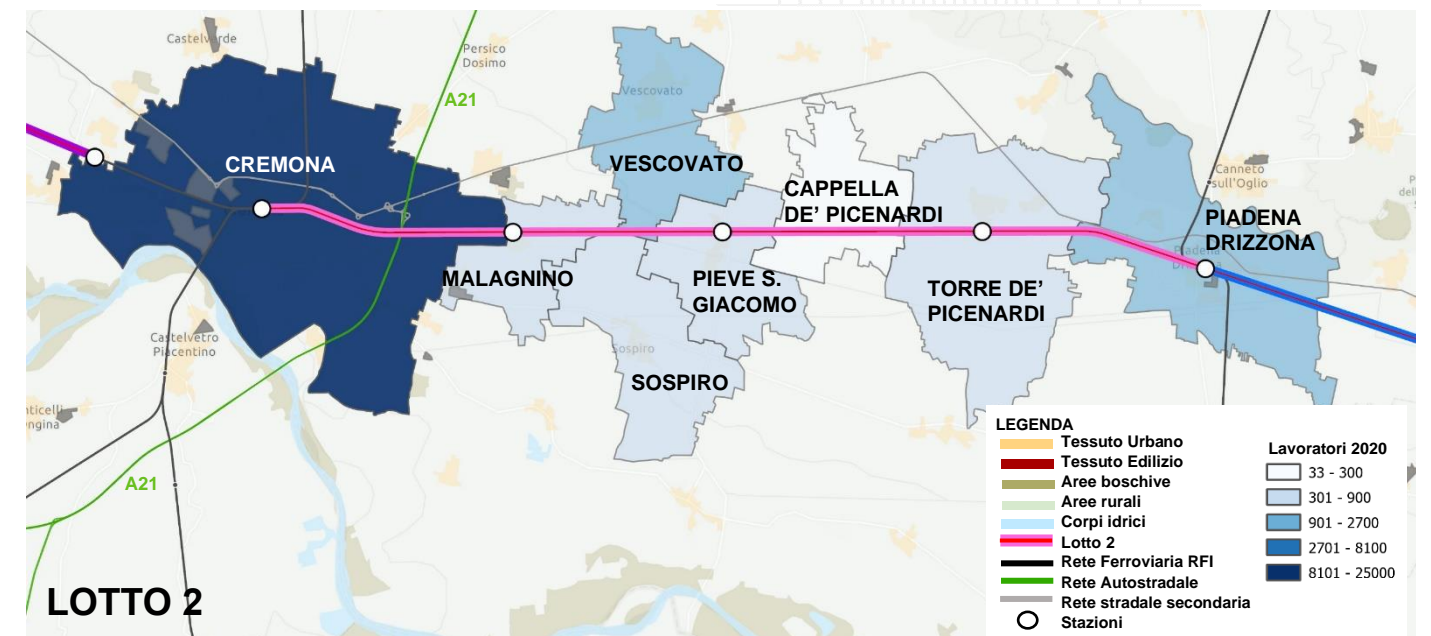 Castelverde
Persico
Dosimo
A21
Vescovato
CREMONA
VESCOVATO
CAPPELLA
DE' PICENARDI
Canneto
sull'Oglio
PIADENA
DRIZZONA
MALAGNINO
PIEVE S.
GIACOMO
TORRE DE'
PICENARDI
Castelvetro
Piacentino
Sospiro
SOSPIRO
A21
LOTTO 2
LEGENDA
Tessuto Urbano
Tessuto Edilizio
Aree boschive
Aree rurali
Corpi idrici
Lotto 2
Rete Ferroviaria RFI
Rete Autostradale
Rete stradale secondaria
Stazioni
Lavoratori 2020
33 - 300
301 - 900
901 - 2700
2701 - 8100
8101 - 25000